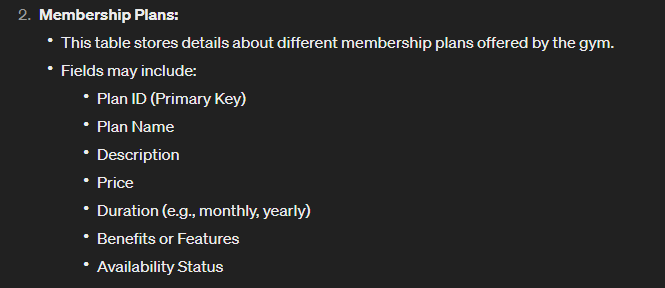 2. Membership Plans:
• This table stores details about different membership plans offered by the gym.
• Fields may include:
• Plan ID (Primary Key)
• Plan Name
• Description
• Price
• Duration (e.g., monthly, yearly)
• Benefits or Features
• Availability Status